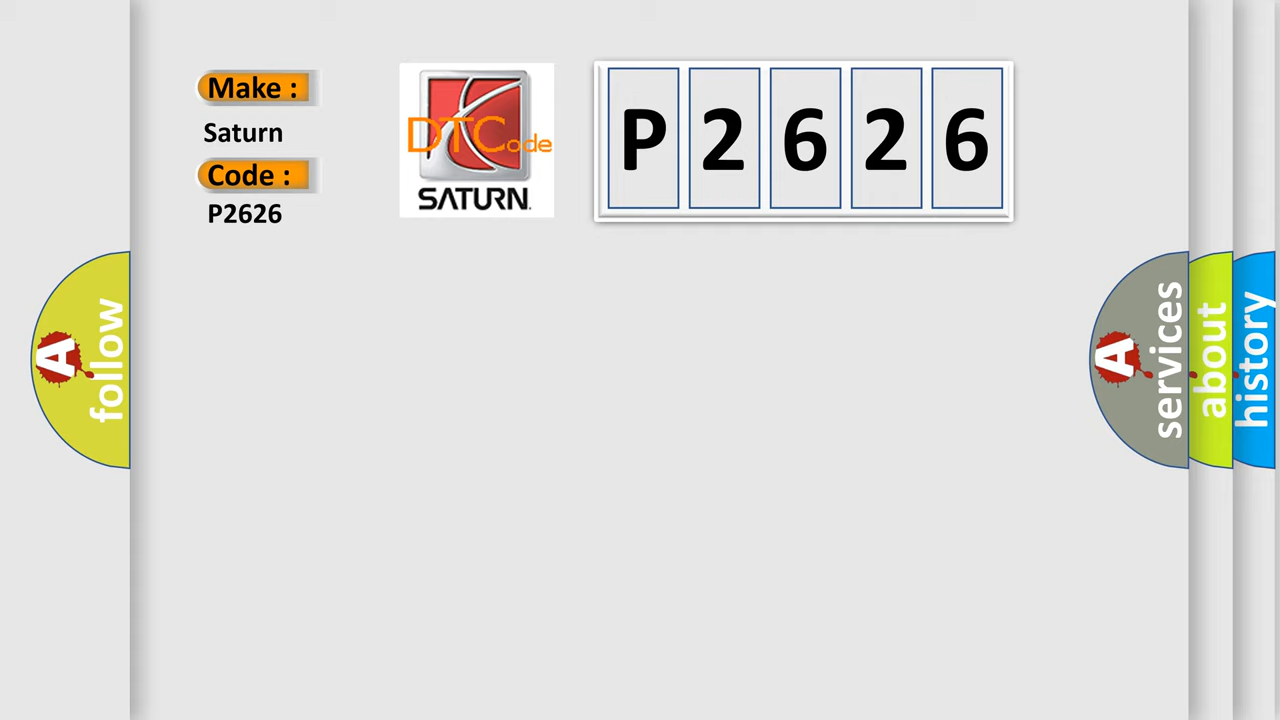 Make :
Saturn
Code :
P2626
DTCode
SATURN
P 2 6 2 6
A
follow
A
services
about
history